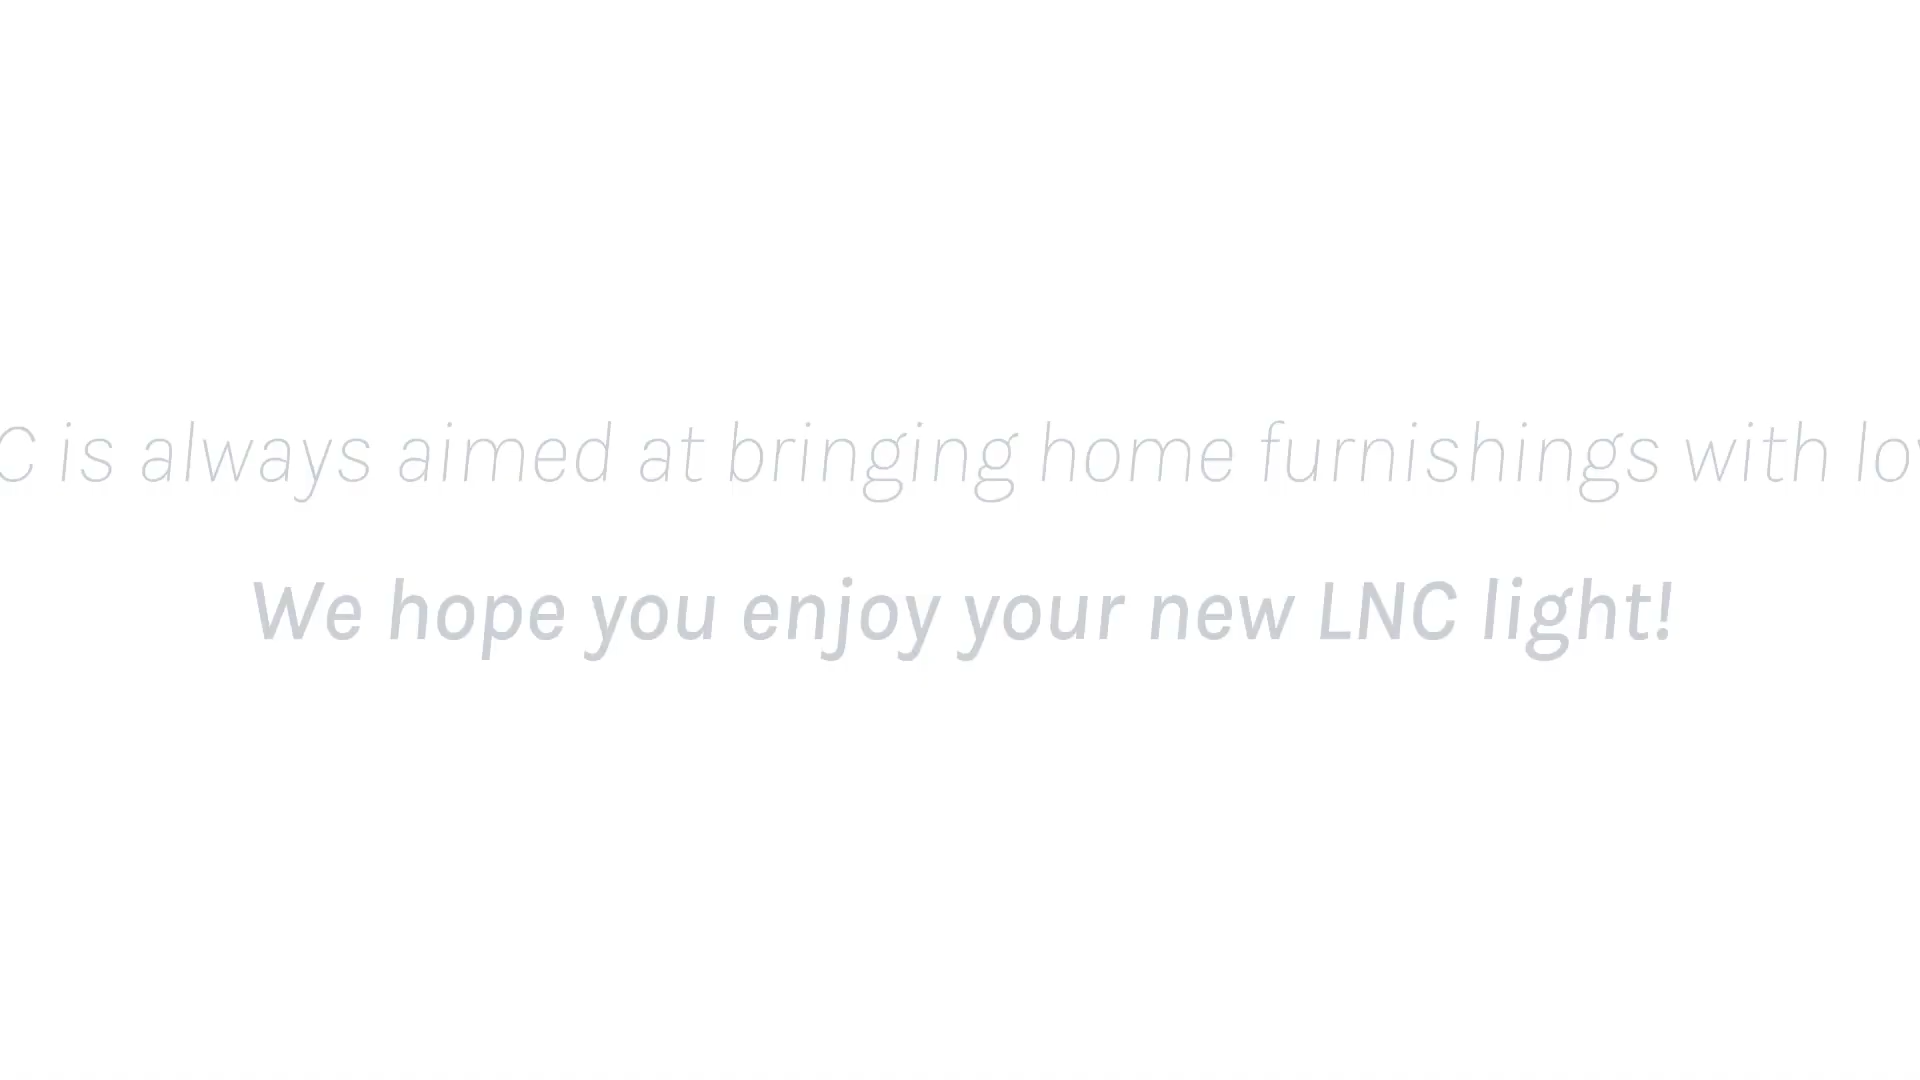 C is always aimed at bringing home furnishings with lo
We hope you enjoy your new LNC light!